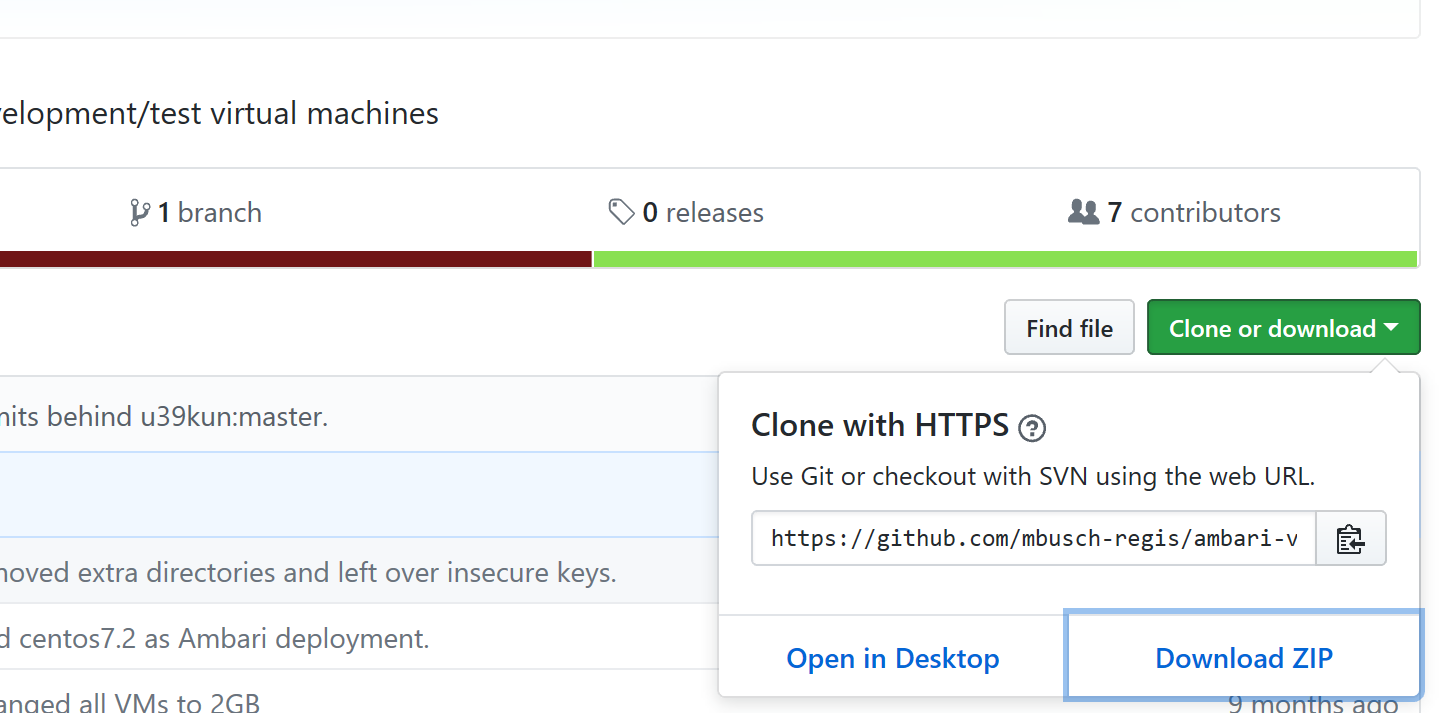 velopment/test virtual machines
1 branch
0 releases
7 contributors
Find file
Clone or download
mits behind u39kun:master.
Clone with HTTPS
Use Git or checkout with SVN using the web URL.
https://github.com/mbusch-regis/ambari-v
moved extra directories and left over insecure keys.
d centos7.2 as Ambari deployment.
Open in Desktop
Download ZIP
anged all VMs to 2GB
9 months ago